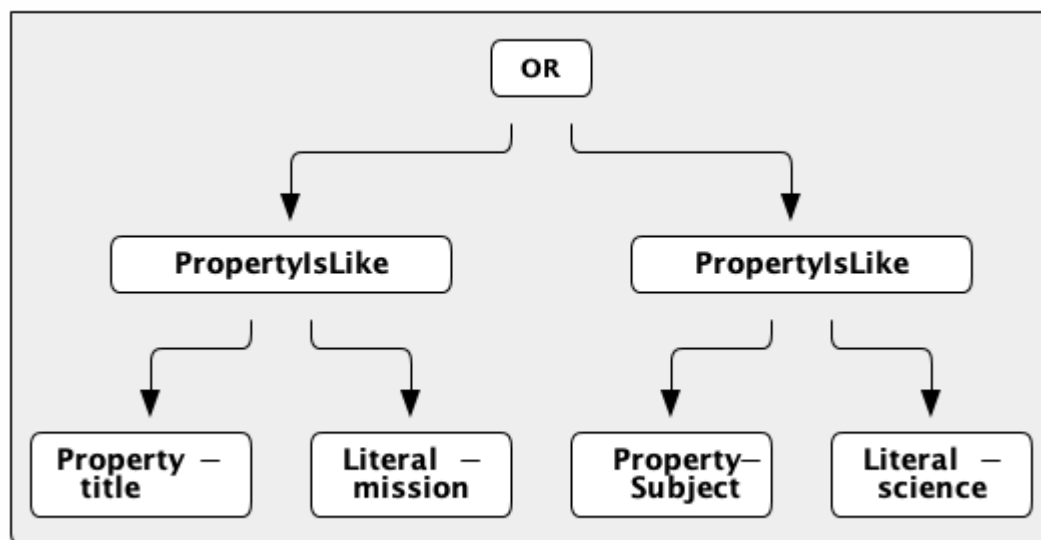 OR
PropertyIsLike
PropertyIsLike
Property –
title
Literal –
mission
Property–
Subject
Literal –
science